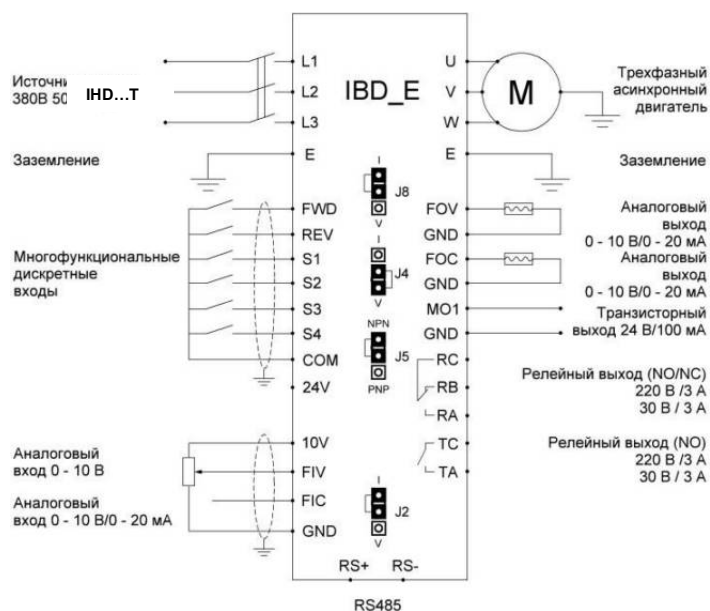 Источни
380В 50
IHD...T
Заземление
Многофункциональные
дискретные
входы
Аналоговый
вход 0 - 10 В
Аналоговый
вход 0 - 10 В/0 - 20 мА
L1
L2
L3
E
FWD
REV
S1
S2
S3
S4
COM
24V
10V
FIV
FIC
GND
IBD_E
I
J8
V
I
J4
V
NPN
J5
PNP
I
J2
V
RS+ RS-
RS485
U
V
W
E
FOV
GND
FOC
GND
MO1
GND
RC
RB
RA
TC
TA
M
Трехфазный
асинхронный
двигатель
Заземление
Аналоговый
выход
0 - 10 В/0 - 20 мА
Аналоговый
выход
0 - 10 В/0 - 20 мА
Транзисторный
выход 24 В/100 мА
Релейный выход (NO/NC)
220 В /3 А
30 В / 3 А
Релейный выход (NO)
220 В /3 А
30 В / 3 А